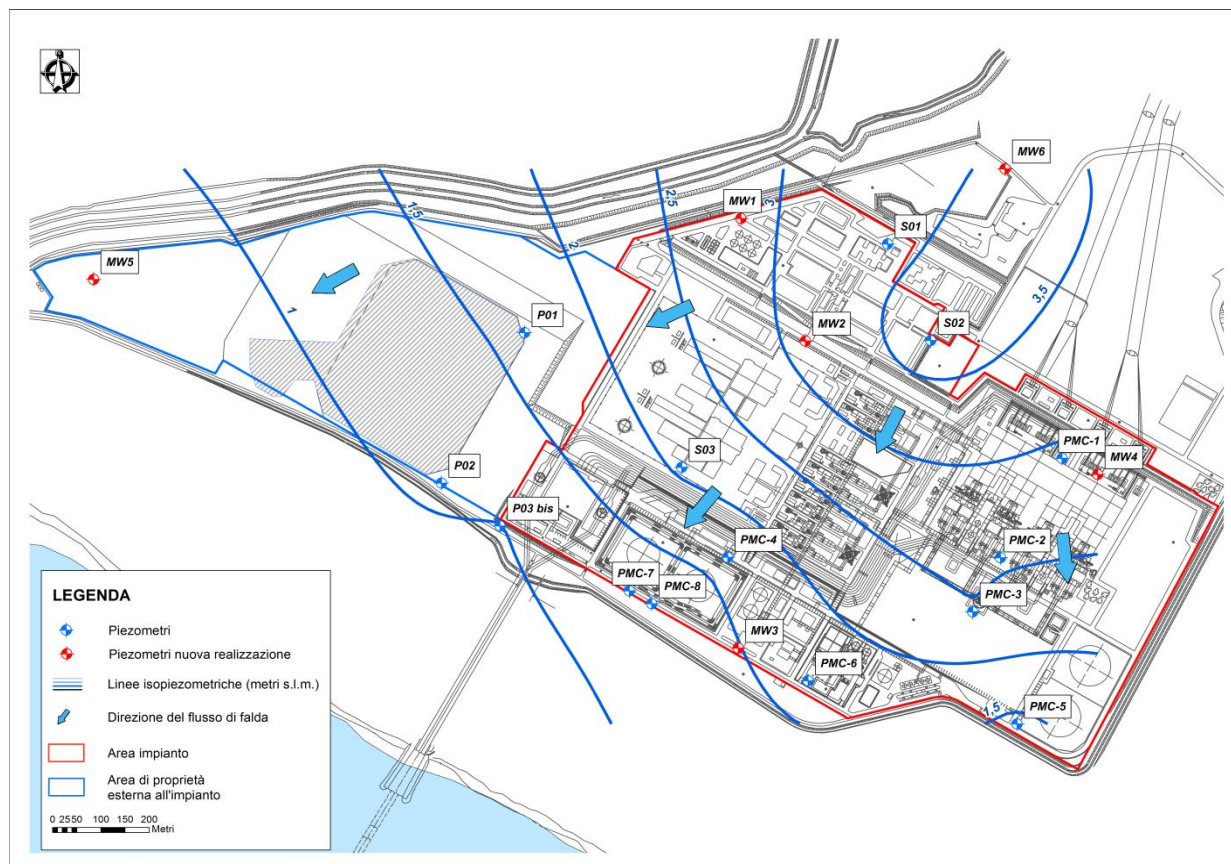 MW6
MW1
S01
MW5
2,5
3
1,5
2
3,5
1
P01
MW2
S02
PMC-1
MW4
S03
P02
P03 bis
PMC-4
PMC-2
PMC-7
PMC-8
PMC-3
MW3
PMC-6
1,5
PMC-5
LEGENDA
Piezometri
Piezometri nuova realizzazione
Linee isopiezometriche (metri s.l.m.)
Direzione del flusso di falda
Area impianto
Area di proprietà
esterna all'impianto
0 25 50 100 150 200
Metri